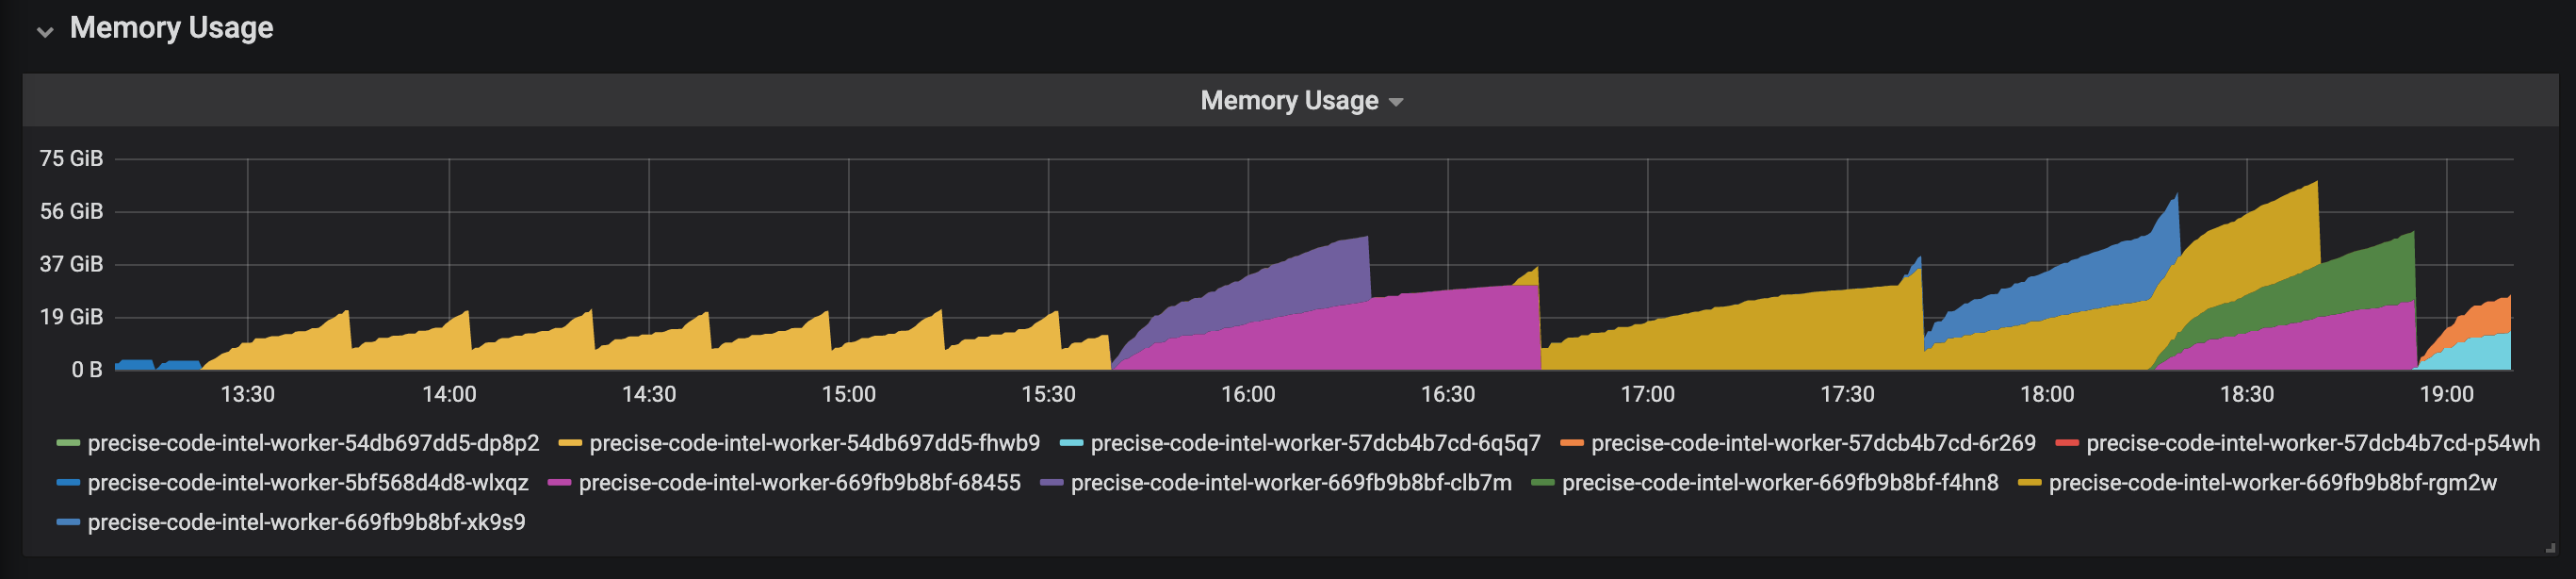 Memory Usage
Memory Usage
75 GiB
56 GiB
37 GiB
19 GiB
0 B
13:30 14:00 14:30 15:00 15:30 16:00 16:30 17:00 17:30 18:00 18:30 19:00
precise-code-intel-worker-54db697dd5-dp8p2 precise-code-intel-worker-54db697dd5-fhwb9 precise-code-intel-worker-57dcb4b7cd-6q5q7 precise-code-intel-worker-57dcb4b7cd-6r269 precise-code-intel-worker-57dcb4b7cd-p54wh
precise-code-intel-worker-5bf568d4d8-wlxqz precise-code-intel-worker-669fb9b8bf-68455 precise-code-intel-worker-669fb9b8bf-clb7m precise-code-intel-worker-669fb9b8bf-f4hn8 precise-code-intel-worker-669fb9b8bf-rgm2w
precise-code-intel-worker-669fb9b8bf-xk9s9